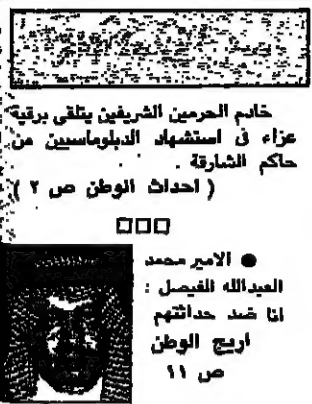 خادم الحرمين الشريفين يتلقى برقية
عزاء في استشهاد الدبلوماسيين من
حاكم الشارقة .
( احداث الوطن ص ٢ )
● الامير محمد
العبدالله الفيصل :
انا ضد حداثتهم
اريج الوطن
ص ١١